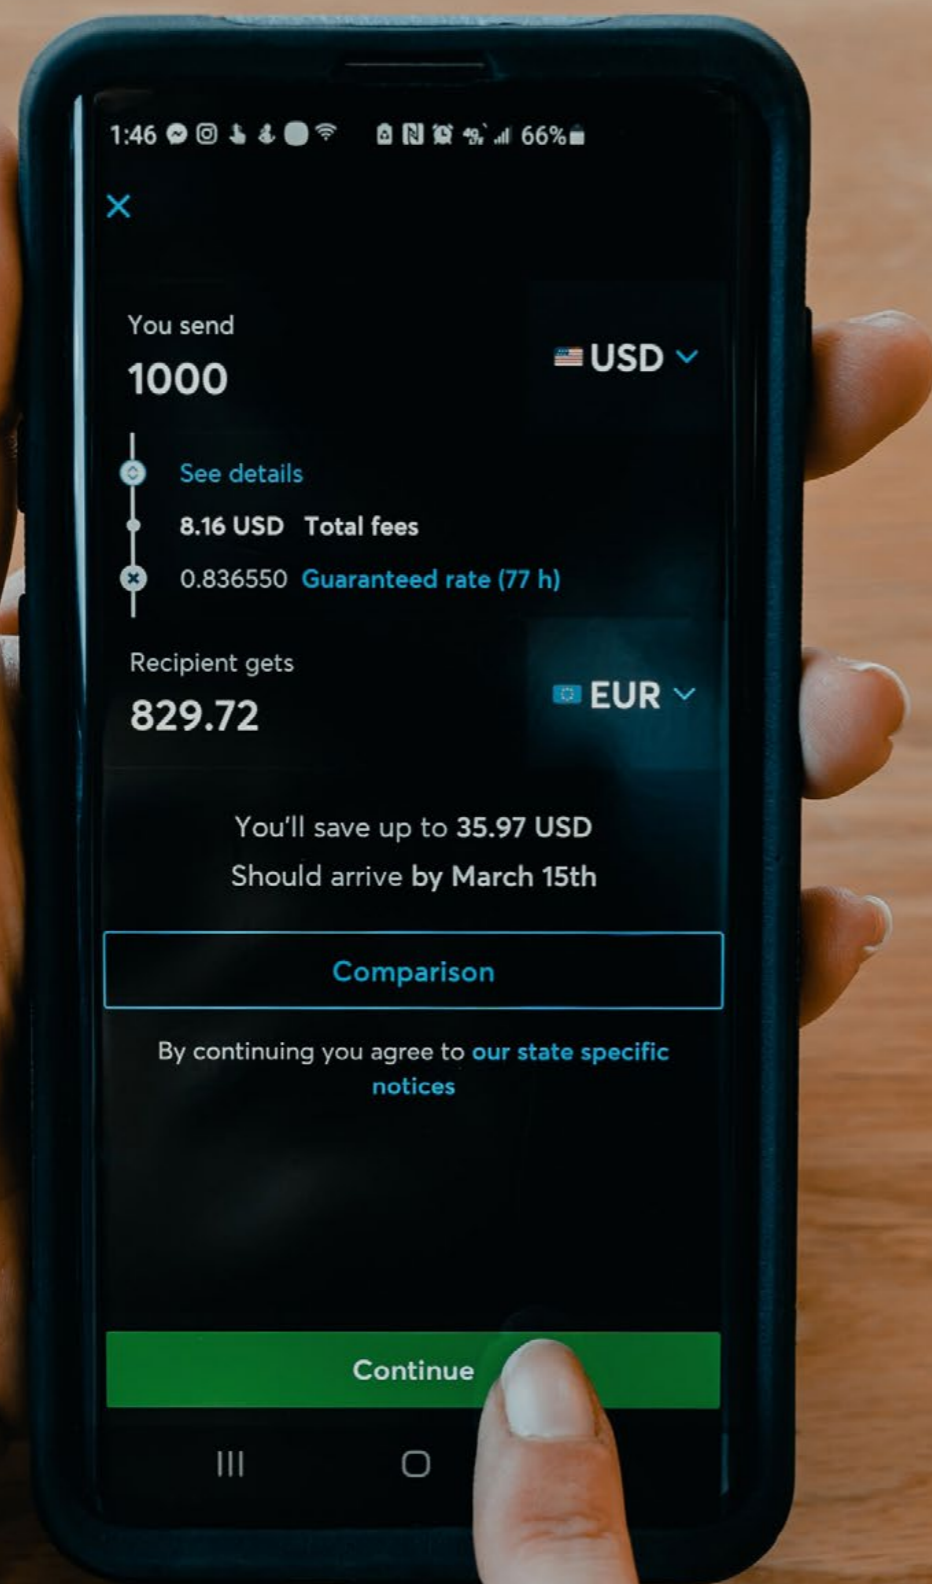 1:46 66%
You send
1000 USD
See details
8.16 USD Total fees
0.836550 Guaranteed rate (77 h)
Recipient gets
829.72 EUR
You'll save up to 35.97 USD
Should arrive by March 15th
Comparison
By continuing you agree to our state specific
notices
Continue